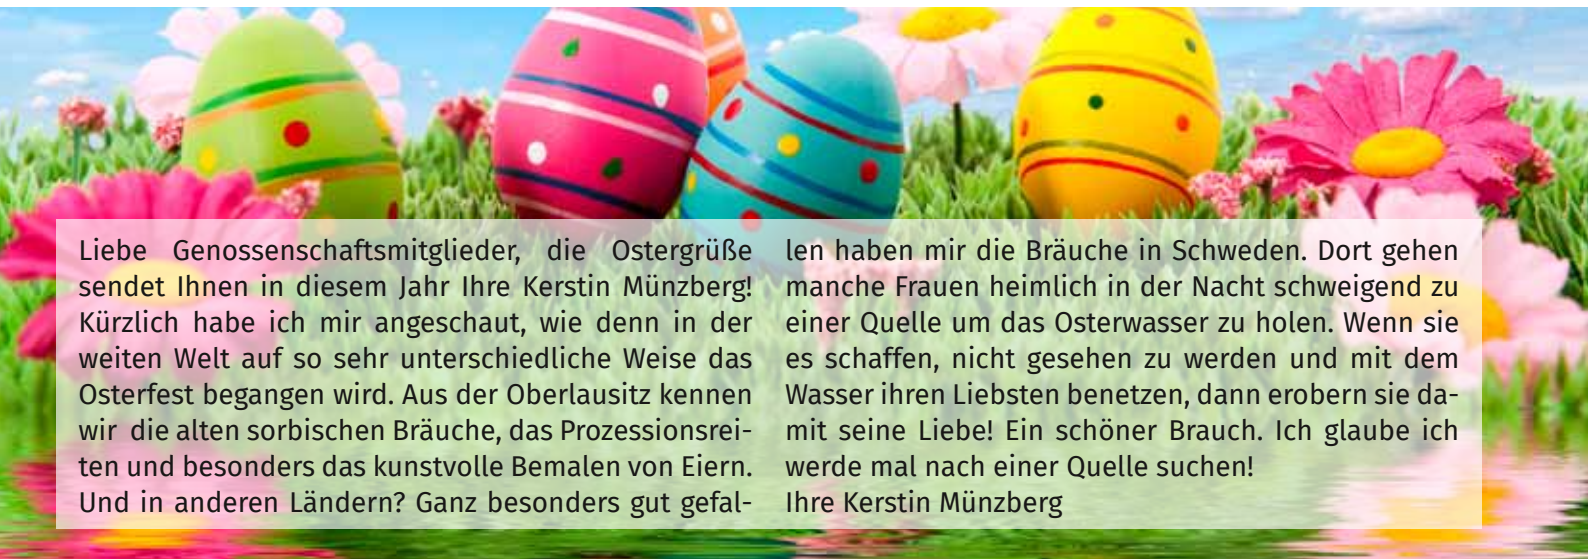 Liebe Genossenschaftsmitglieder, die Ostergrüße
sendet Ihnen in diesem Jahr Ihre Kerstin Münzberg!
Kürzlich habe ich mir angeschaut, wie denn in der
weiten Welt auf so sehr unterschiedliche Weise das
Osterfest begangen wird. Aus der Oberlausitz kennen
wir die alten sorbischen Bräuche, das Prozessionsrei-
ten und besonders das kunstvolle Bemalen von Eiern.
Und in anderen Ländern? Ganz besonders gut gefal-
len haben mir die Bräuche in Schweden. Dort gehen
manche Frauen heimlich in der Nacht schweigend zu
einer Quelle um das Osterwasser zu holen. Wenn sie
es schaffen, nicht gesehen zu werden und mit dem
Wasser ihren Liebsten benetzen, dann erobern sie da-
mit seine Liebe! Ein schöner Brauch. Ich glaube ich
werde mal nach einer Quelle suchen!
Ihre Kerstin Münzberg